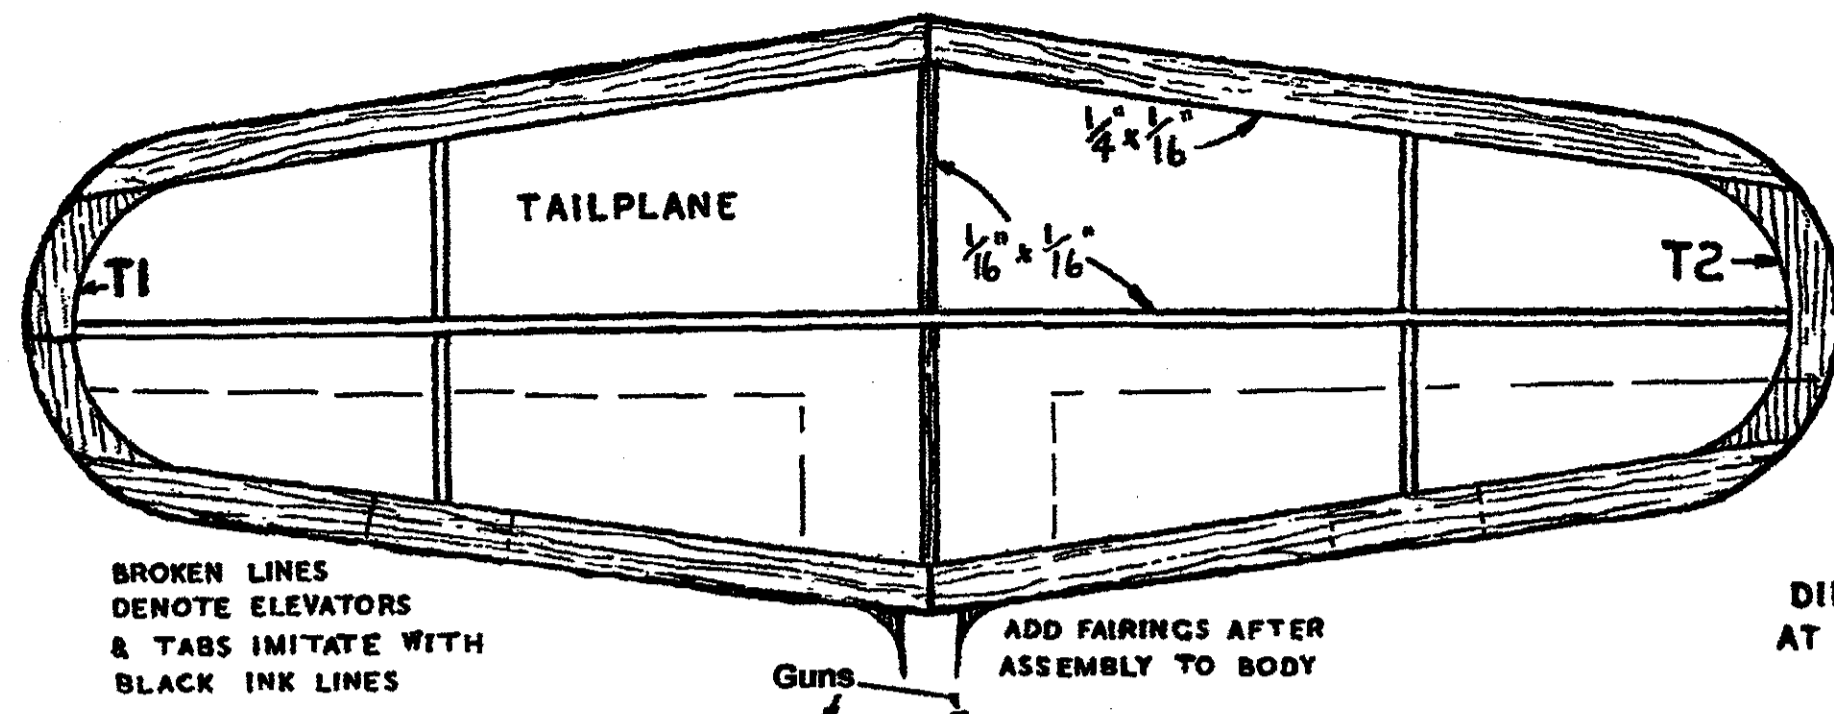 1/4" x 1/16"
TAILPLANE
1/16" x 1/16"
T1
T2
BROKEN LINES
DENOTE ELEVATORS
& TABS IMITATE WITH
BLACK INK LINES
ADD FAIRINGS AFTER
ASSEMBLY TO BODY
Guns
AT